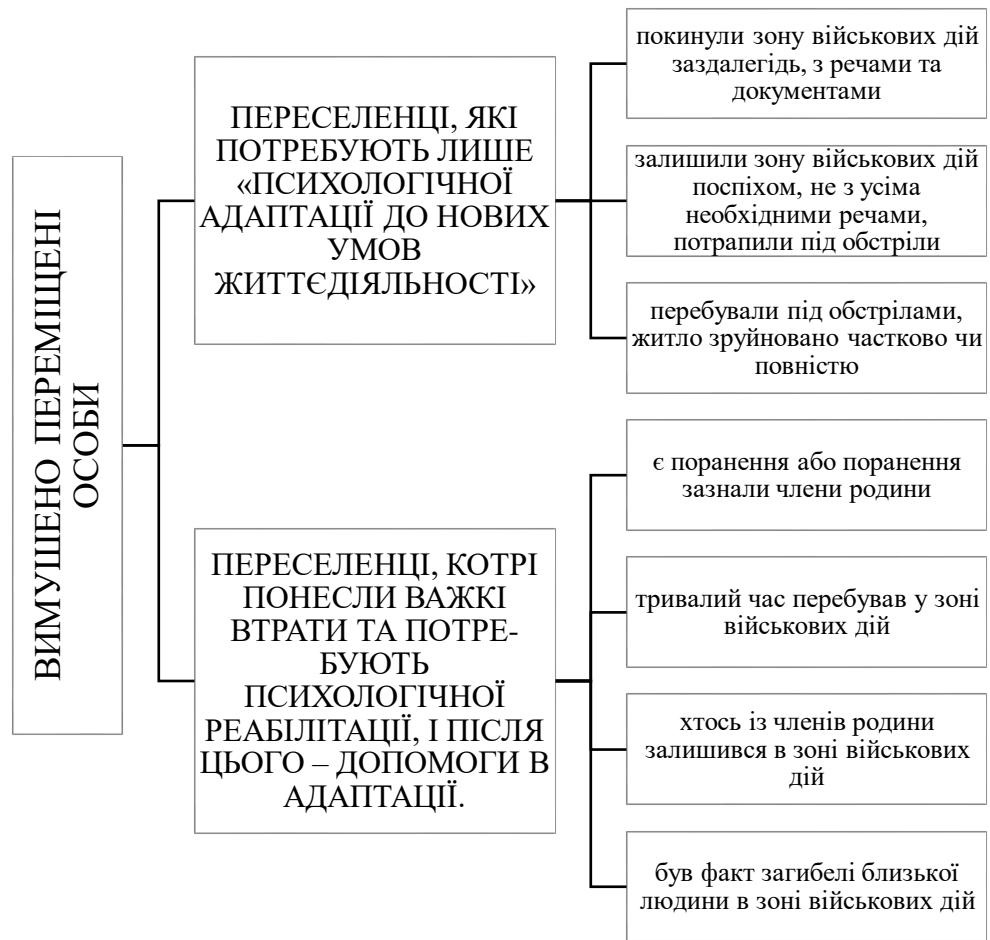 ВИМУШЕНО ПЕРЕМІЩЕНІ
ОСОБИ
ПЕРЕСЕЛЕНЦІ, ЯКІ
ПОТРЕБУЮТЬ ЛИШЕ
«ПСИХОЛОГІЧНОЇ
АДАПТАЦІЇ ДО НОВИХ
УМОВ
ЖИТТЄДІЯЛЬНОСТІ»
покинули зону військових дій
заздалегідь, з речами та
документами
залишили зону військових дій
поспіхом, не з усіма
необхідними речами,
потрапили під обстріли
перебували під обстрілами,
житло зруйновано частково чи
повністю
ПЕРЕСЕЛЕНЦІ, КОТРІ
ПОНЕСЛИ ВАЖКІ
ВТРАТИ ТА ПОТРЕ-
БУЮТЬ
ПСИХОЛОГІЧНОЇ
РЕАБІЛІТАЦІЇ, І ПІСЛЯ
ЦЬОГО – ДОПОМОГИ В
АДАПТАЦІЇ.
є поранення або поранення
зазнали члени родини
тривалий час перебував у зоні
військових дій
хтось із членів родини
залишився в зоні військових
дій
був факт загибелі близької
людини в зоні військових дій